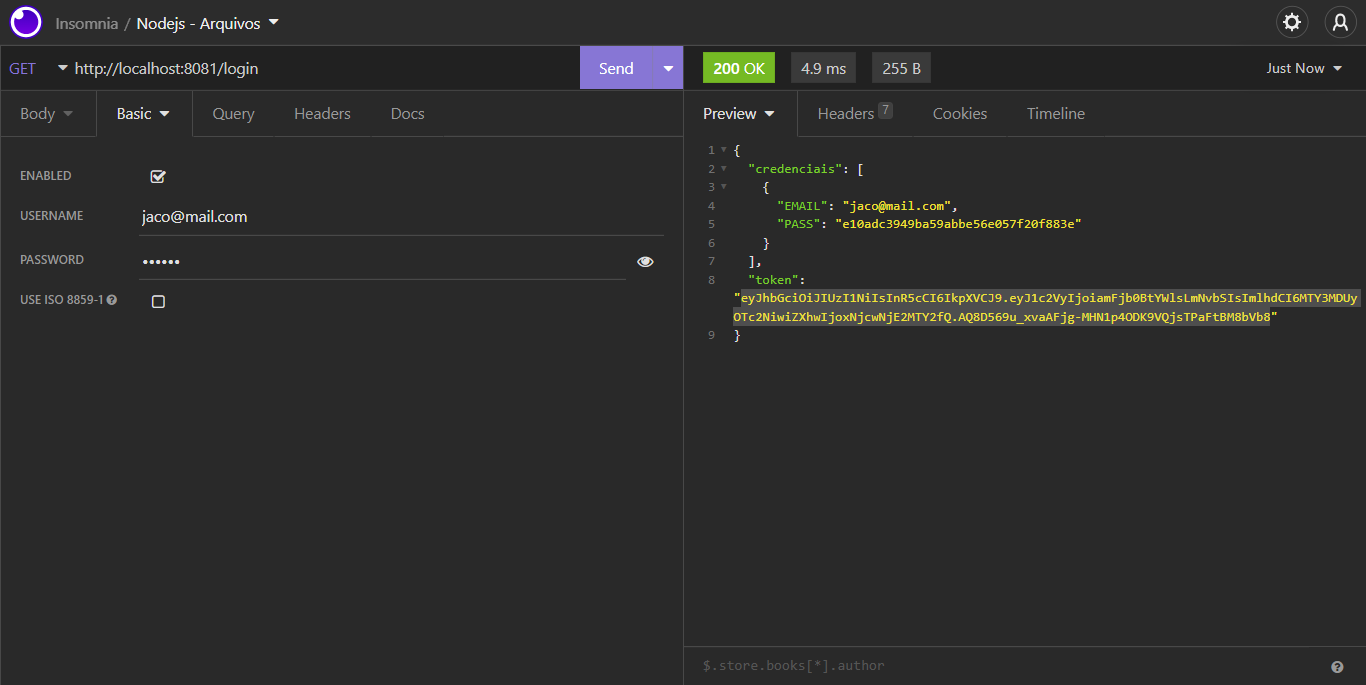 Insomnia / Nodejs - Arquivos
GET http://localhost:8081/login Send
200 OK 4.9 ms 255 B Just Now
Body Basic Query Headers Docs
Preview Headers 7 Cookies Timeline
ENABLED
USERNAME jaco@mail.com
PASSWORD ••••••
USE ISO 8859-1
1 {
2 "credenciais": [
3 {
4 "EMAIL": "jaco@mail.com",
5 "PASS": "e10adc3949ba59abbe56e057f20f883e"
6 }
7 ],
8 "token":
"eyJhbGciOiJIUzI1NiIsInR5cCI6IkpXVCJ9.eyJ1c2VyIjoiamFjb0BtYWlsLmNvbSIsImlhdCI6MTY3MDUy
OTc2NiwiZXhwIjoxNjcwNjE2MTY2fQ.AQ8D569u_xvaAFjg-MHN1p4ODK9VQjsTPaFtBM8bVb8"
9 }
$.store.books[*].author